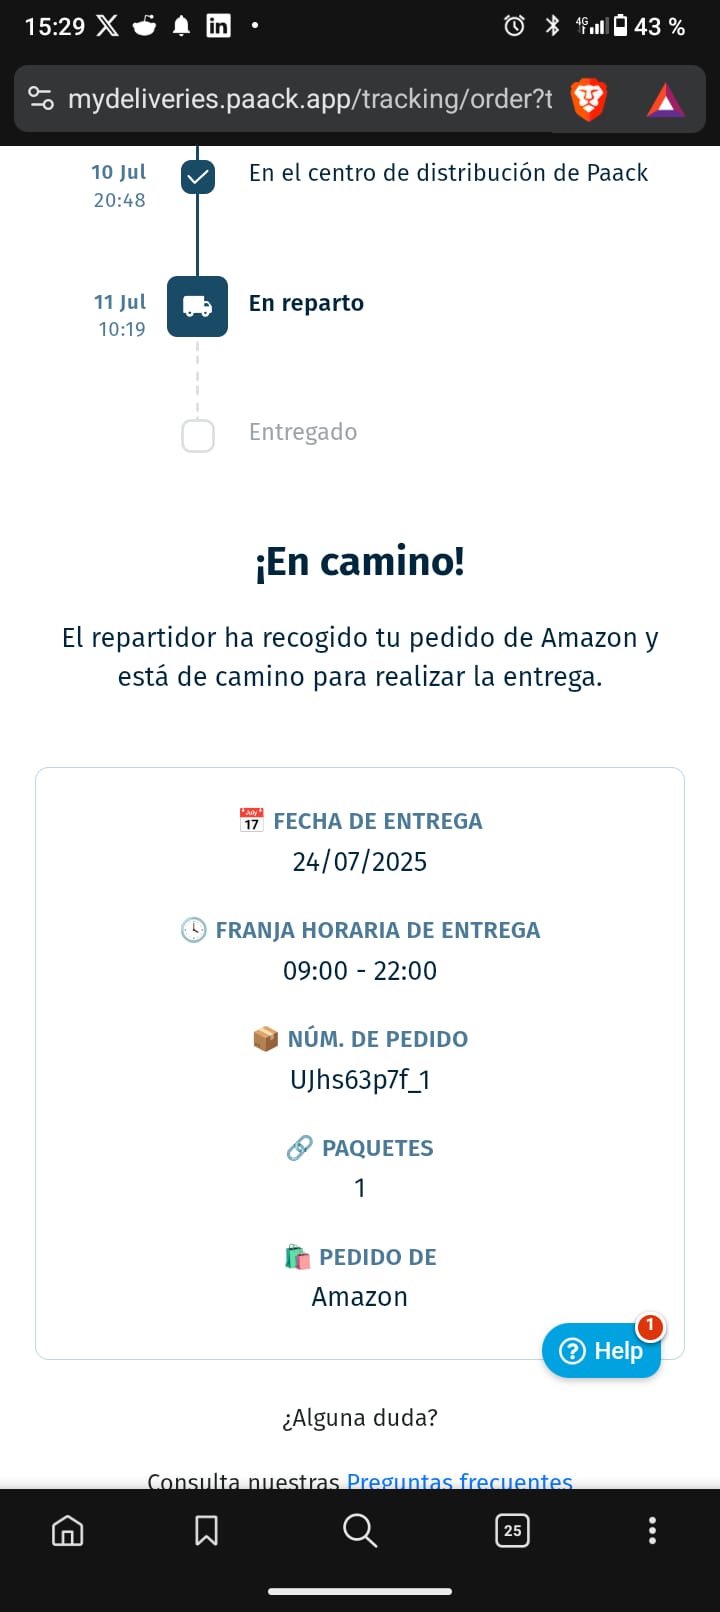 15:29
4G
43 %
mydeliveries.paack.app/tracking/order?t
10 Jul
20:48
En el centro de distribución de Paack
11 Jul
10:19
En reparto
Entregado
¡En camino!
El repartidor ha recogido tu pedido de Amazon y
está de camino para realizar la entrega.
July
17
FECHA DE ENTREGA
24/07/2025
FRANJA HORARIA DE ENTREGA
09:00 - 22:00
NÚM. DE PEDIDO
UJhs63p7f_1
PAQUETES
1
PEDIDO DE
Amazon
1
Help
¿Alguna duda?
Consulta nuestras Preguntas frecuentes
25